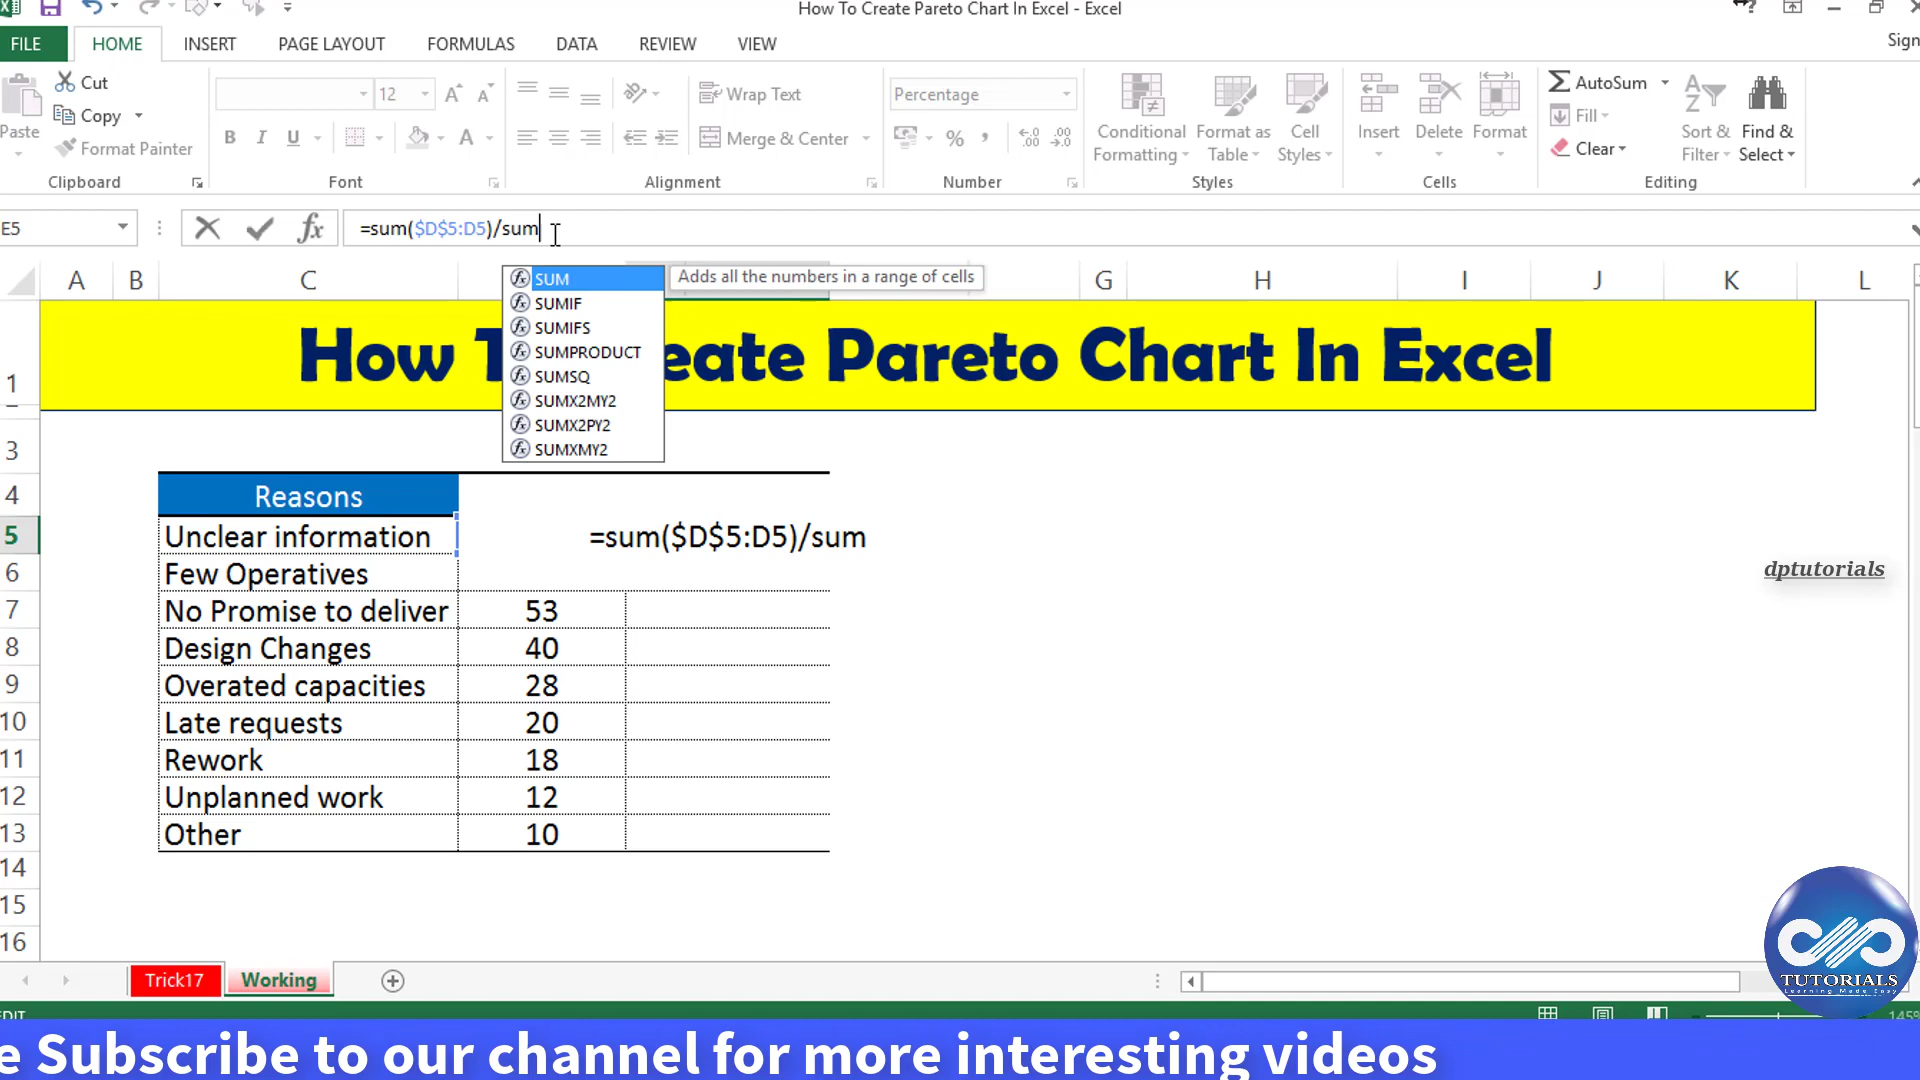 How To Create Pareto Chart In Excel - Excel
FILE HOME INSERT PAGE LAYOUT FORMULAS DATA REVIEW VIEW Sign
Paste
Cut
Copy
Format Painter
Clipboard
12
B I U A
Font
Wrap Text
Merge & Center
Alignment
Percentage
%
Number
Conditional Formatting
Format as Table
Cell Styles
Styles
Insert
Delete
Format
Cells
AutoSum
Fill
Clear
Sort & Filter
Find & Select
Editing
E5 fx =sum($D$5:D5)/sum
A B C G H I J K L
SUM Adds all the numbers in a range of cells
SUMIF
SUMIFS
SUMPRODUCT
SUMSQ
SUMX2MY2
SUMX2PY2
SUMXMY2
1 How T eate Pareto Chart In Excel
3
4 Reasons
5 Unclear information =sum($D$5:D5)/sum
6 Few Operatives
7 No Promise to deliver 53
8 Design Changes 40
9 Overated capacities 28
10 Late requests 20
11 Rework 18
12 Unplanned work 12
13 Other 10
14
15
16
dptutorials
TUTORIALS
Learning Made Easy
Trick17 Working
EDIT 145%
e Subscribe to our channel for more interesting videos